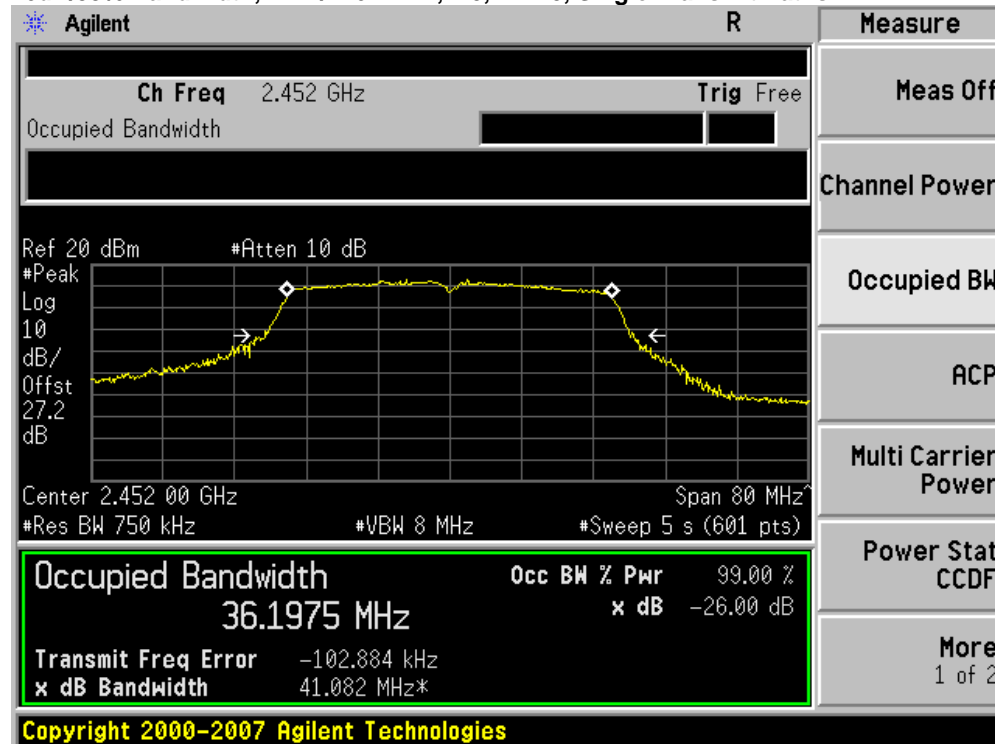 Agilent R Measure
Ch Freq 2.452 GHz Trig Free
Meas Off
Occupied Bandwidth
Channel Power
Ref 20 dBm #Atten 10 dB
#Peak
Log
10
dB/
Offst
27.2
dB
Occupied BW
ACP
Multi Carrier
Power
Center 2.452 00 GHz Span 80 MHz^
#Res BW 750 kHz #VBW 8 MHz #Sweep 5 s (601 pts)
Power Stat
CCDF
Occupied Bandwidth Occ BW % Pwr 99.00 %
36.1975 MHz x dB -26.00 dB
Transmit Freq Error -102.884 kHz
x dB Bandwidth 41.082 MHz*
More
1 of 2
Copyright 2000-2007 Agilent Technologies